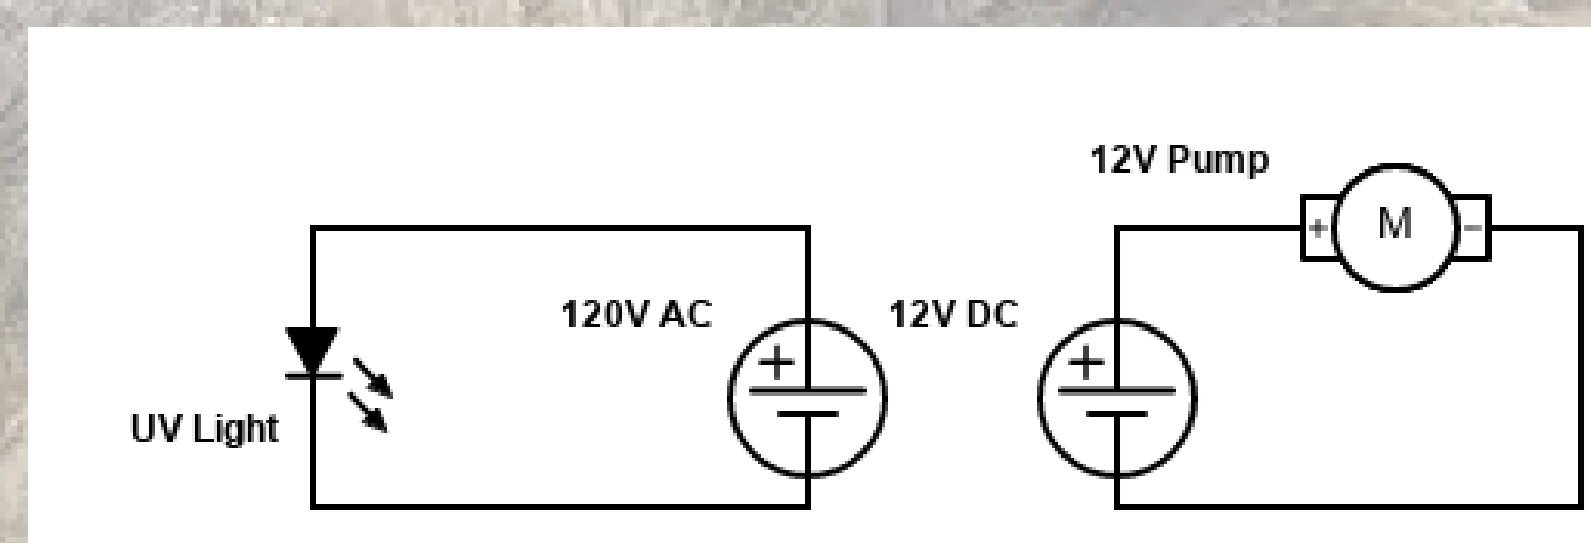 12V Pump
+ M -
120V AC
12V DC
+
+
UV Light